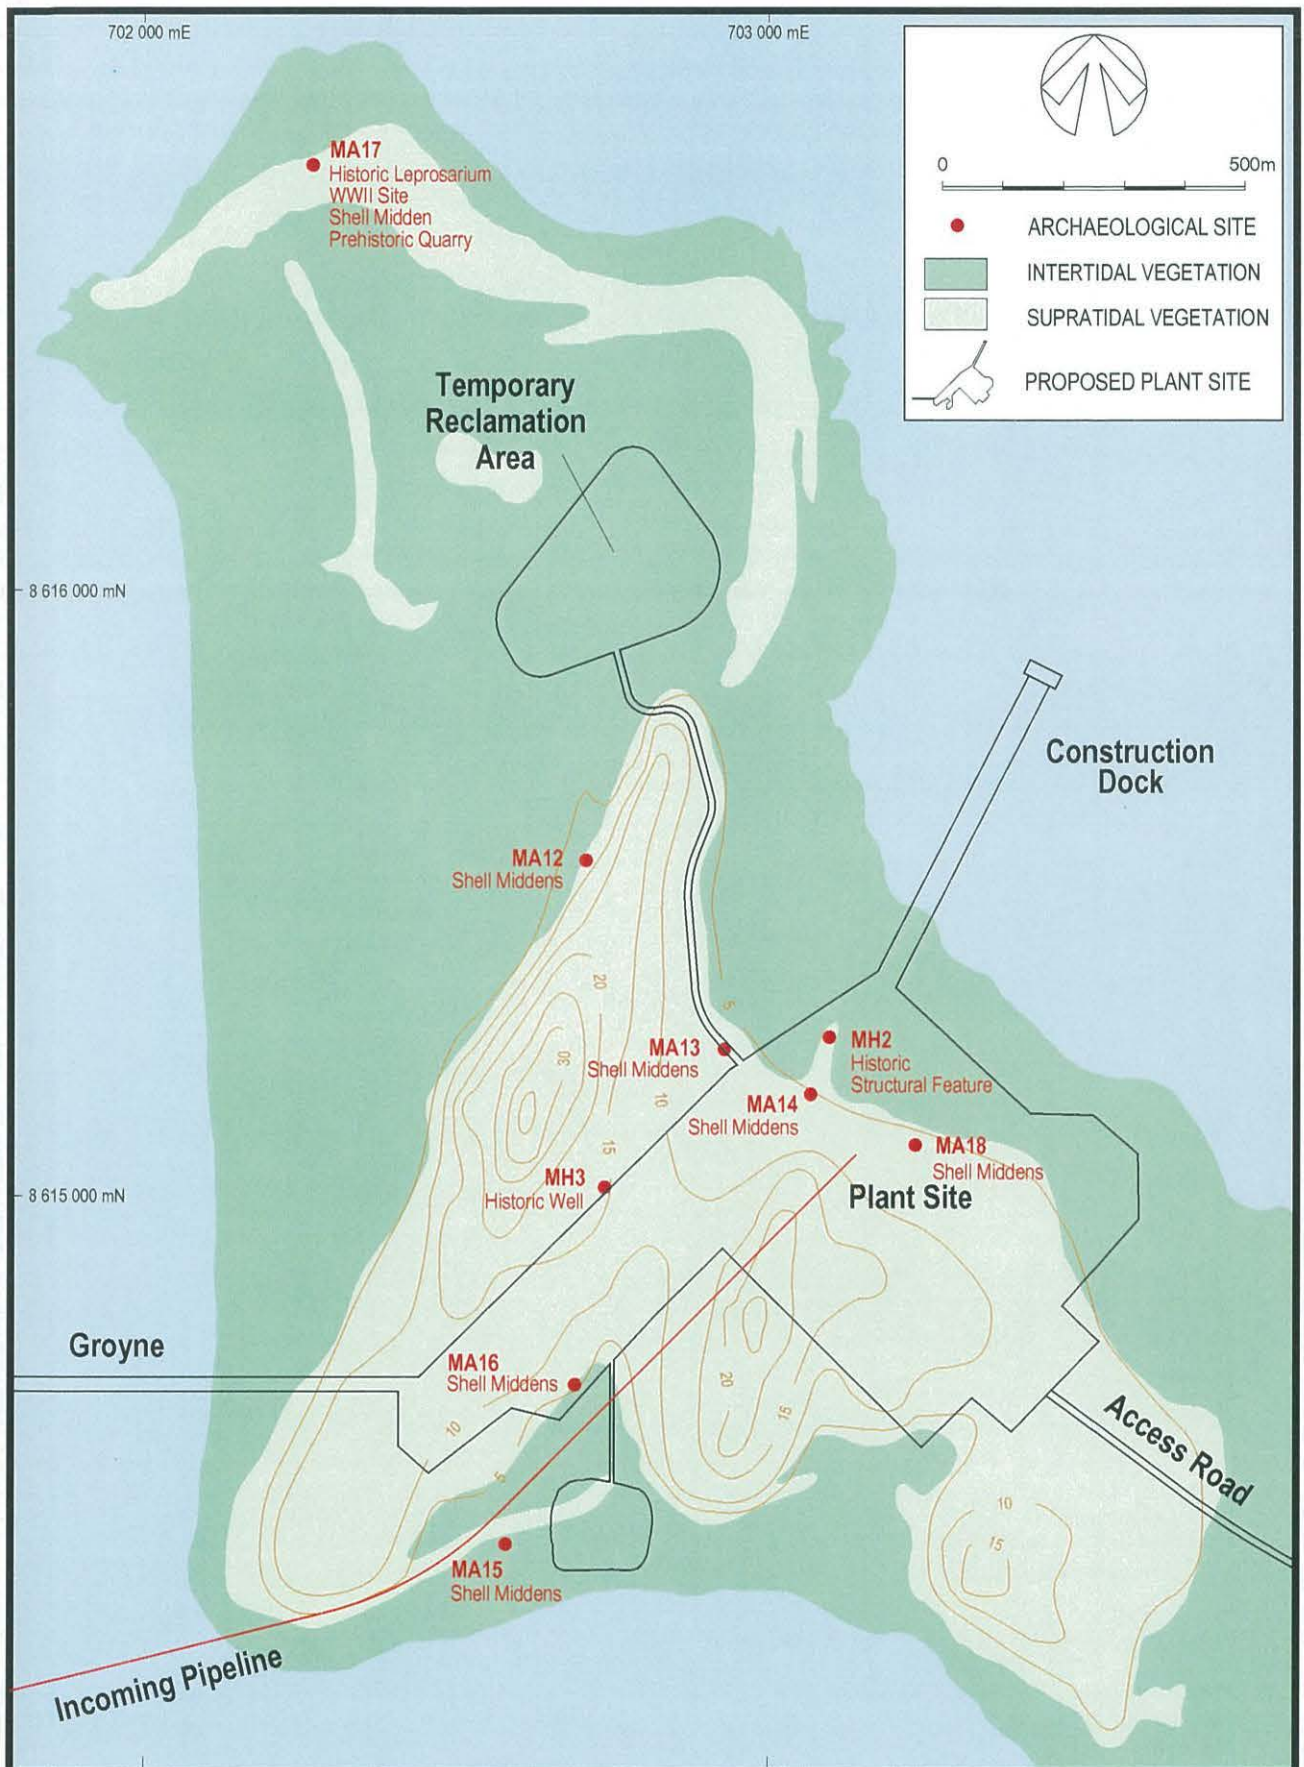 702 000 mE
703 000 mE
0
500m
ARCHAEOLOGICAL SITE
INTERTIDAL VEGETATION
SUPRATIDAL VEGETATION
PROPOSED PLANT SITE
MA17
Historic Leprosarium
WWII Site
Shell Midden
Prehistoric Quarry
Temporary
Reclamation
Area
8 616 000 mN
Construction
Dock
MA12
Shell Middens
20
5
30
MA13
Shell Middens
10
MH2
Historic
Structural Feature
MA14
Shell Middens
15
MA18
Shell Middens
MH3
Historic Well
8 615 000 mN
Plant Site
Groyne
MA16
Shell Middens
20
15
10
5
Access Road
10
15
MA15
Shell Middens
Incoming Pipeline